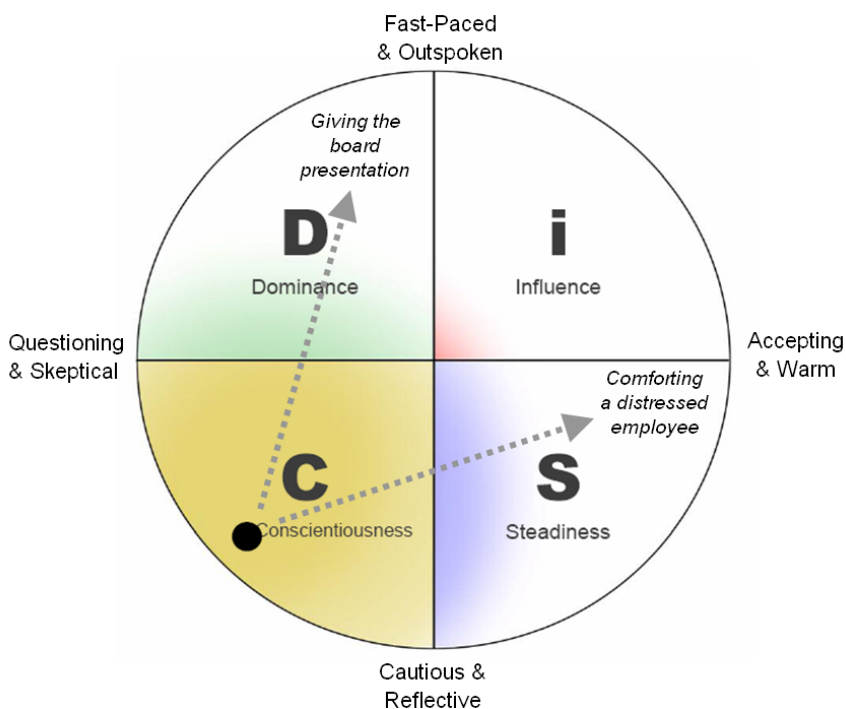 Fast-Paced
& Outspoken
Giving the
board
presentation
D
Dominance
i
Influence
Questioning
& Skeptical
Accepting
& Warm
Comforting
a distressed
employee
C
Conscientiousness
S
Steadiness
Cautious &
Reflective